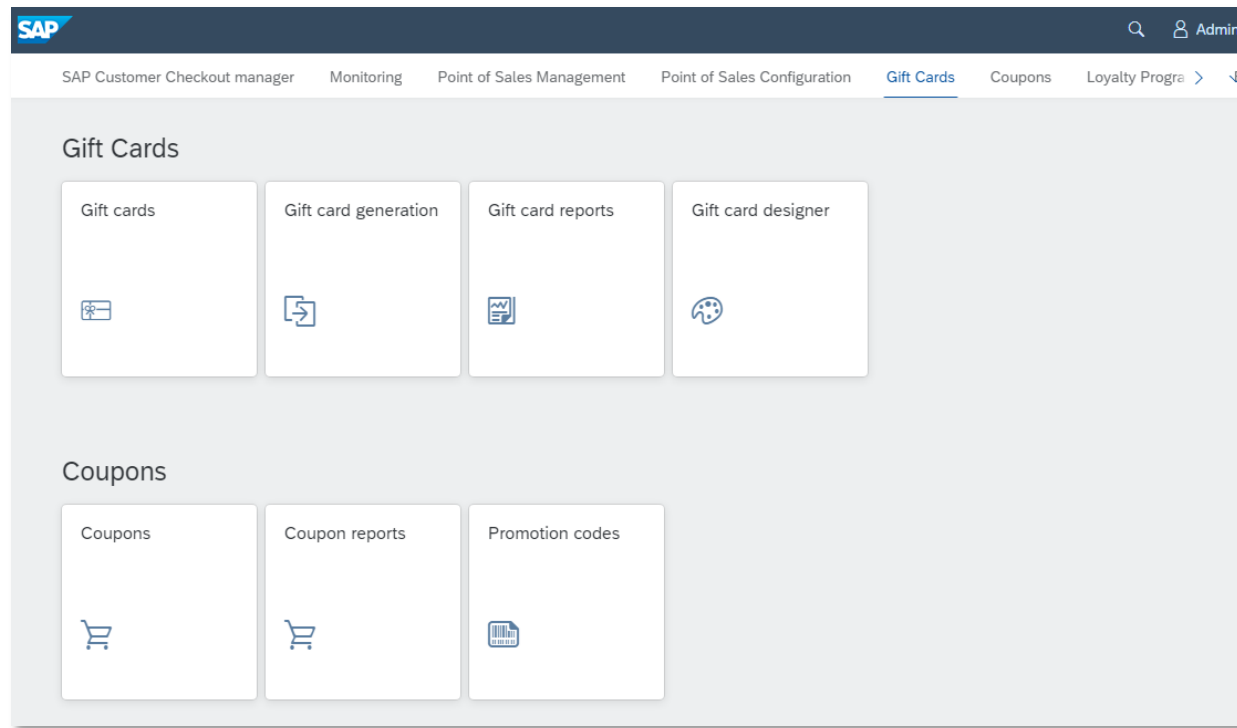 SAP
Admin
SAP Customer Checkout manager Monitoring Point of Sales Management Point of Sales Configuration Gift Cards Coupons Loyalty Progra
Gift Cards
Gift cards Gift card generation Gift card reports Gift card designer
Coupons
Coupons Coupon reports Promotion codes